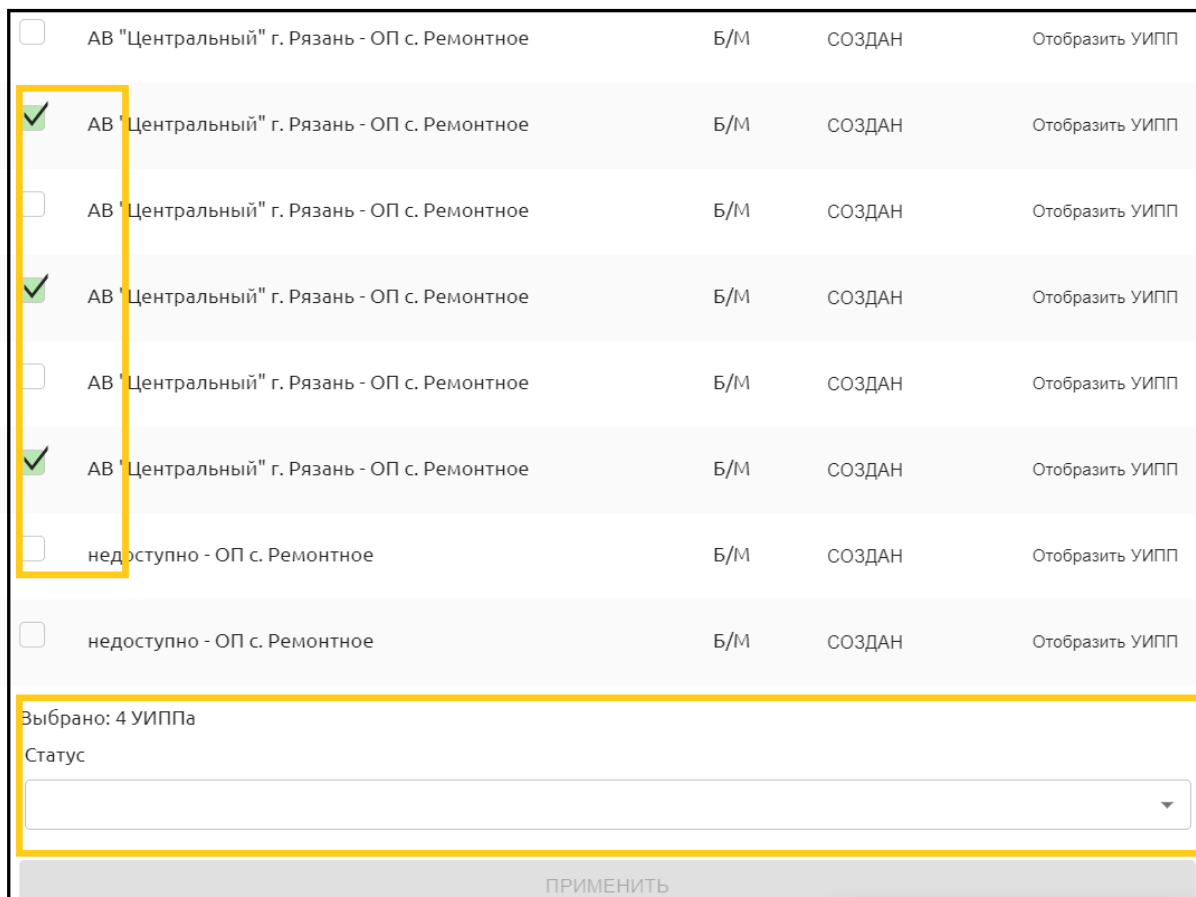 АВ "Центральный" г. Рязань - ОП с. Ремонтное Б/М СОЗДАН Отобразить УИПП
АВ "Центральный" г. Рязань - ОП с. Ремонтное Б/М СОЗДАН Отобразить УИПП
АВ "Центральный" г. Рязань - ОП с. Ремонтное Б/М СОЗДАН Отобразить УИПП
АВ "Центральный" г. Рязань - ОП с. Ремонтное Б/М СОЗДАН Отобразить УИПП
АВ "Центральный" г. Рязань - ОП с. Ремонтное Б/М СОЗДАН Отобразить УИПП
АВ "Центральный" г. Рязань - ОП с. Ремонтное Б/М СОЗДАН Отобразить УИПП
недоступно - ОП с. Ремонтное Б/М СОЗДАН Отобразить УИПП
недоступно - ОП с. Ремонтное Б/М СОЗДАН Отобразить УИПП
Выбрано: 4 УИППа
Статус
ПРИМЕНИТЬ